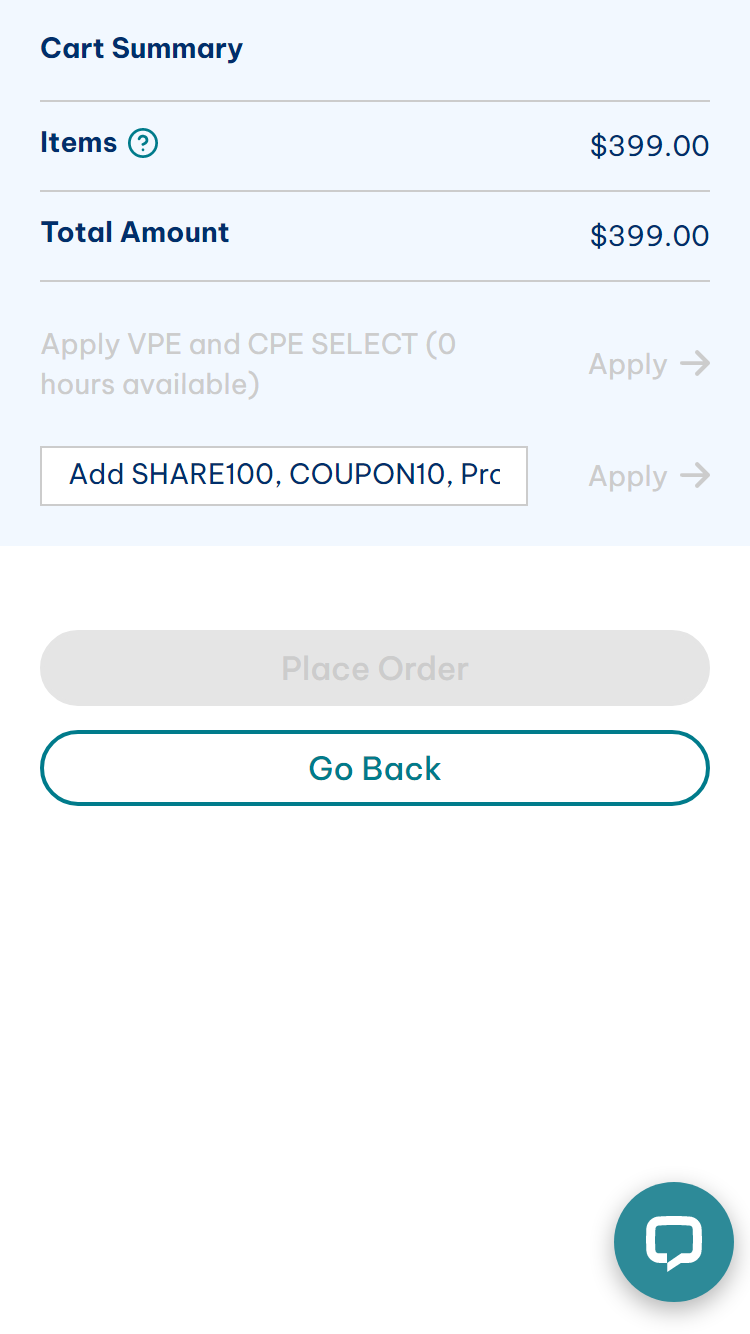 Cart Summary
Items ?
$399.00
Total Amount
$399.00
Apply VPE and CPE SELECT (0
hours available)
Apply →
Add SHARE100, COUPON10, Pro
Apply →
Place Order
Go Back